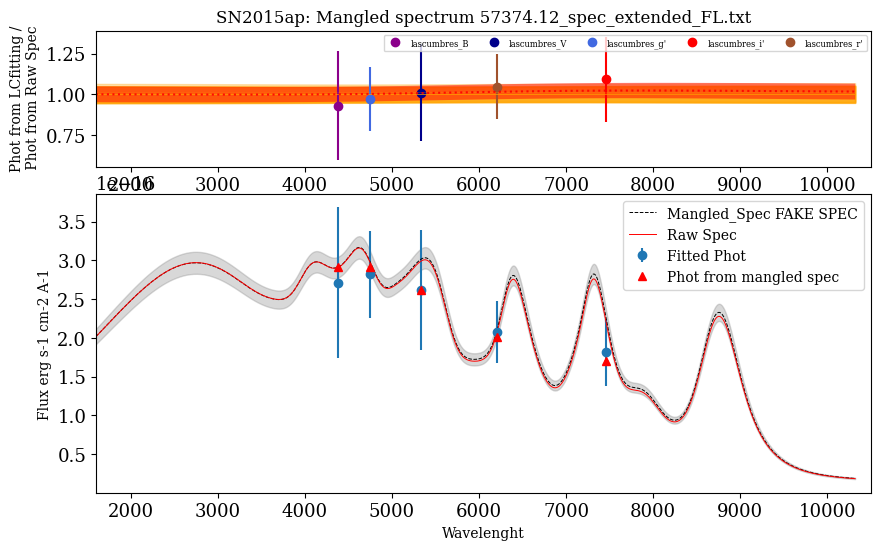 SN2015ap: Mangled spectrum 57374.12_spec_extended_FL.txt
Phot from LCfitting /
Phot from Raw Spec
1.25
1.00
0.75
lascumbres_B
lascumbres_V
lascumbres_g'
lascumbres_i'
lascumbres_r'
2000 3000 4000 5000 6000 7000 8000 9000 10000
1e−16
Flux erg s-1 cm-2 A-1
3.5
3.0
2.5
2.0
1.5
1.0
0.5
Mangled_Spec FAKE SPEC
Raw Spec
Fitted Phot
Phot from mangled spec
2000 3000 4000 5000 6000 7000 8000 9000 10000
Wavelenght